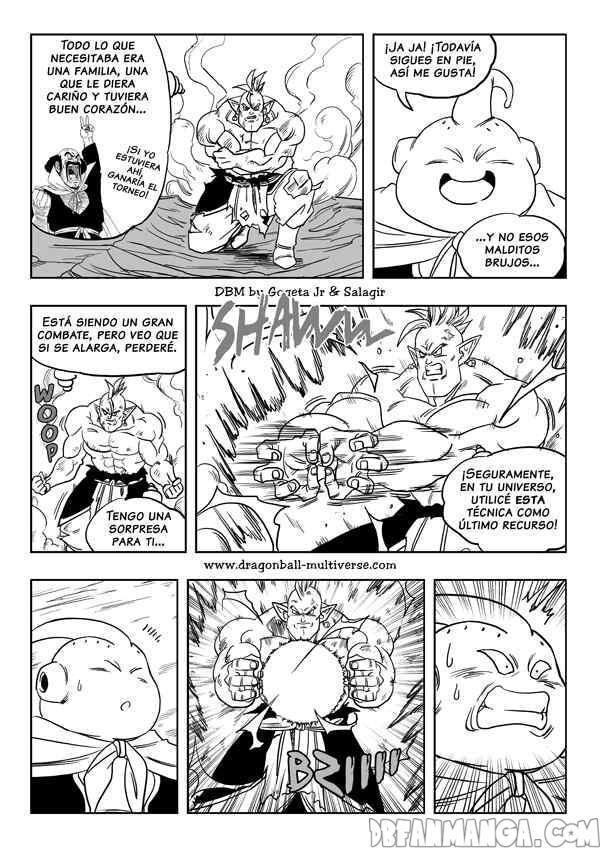 TODO LO QUE
NECESITABA ERA
UNA FAMILIA, UNA
QUE LE DIERA
CARIÑO Y TUVIERA
BUEN CORAZÓN...
¡SI YO
ESTUVIERA
AHÍ,
GANARÍA EL
TORNEO!
¡JA JA! ¡TODAVÍA
SIGUES EN PIE,
ASÍ ME GUSTA!
...Y NO ESOS
MALDITOS
BRUJOS...
DBM by Gogeta Jr & Salagir
ESTÁ SIENDO UN GRAN
COMBATE, PERO VEO QUE
SI SE ALARGA, PERDERÉ.
WOOP
TENGO UNA
SORPRESA
PARA TI...
SHAWW
¡SEGURAMENTE,
EN TU UNIVERSO,
UTILICÉ ESTA
TÉCNICA COMO
ÚLTIMO RECURSO!
www.dragonball-multiverse.com
BZIIIII
DBFANMANGA.COM